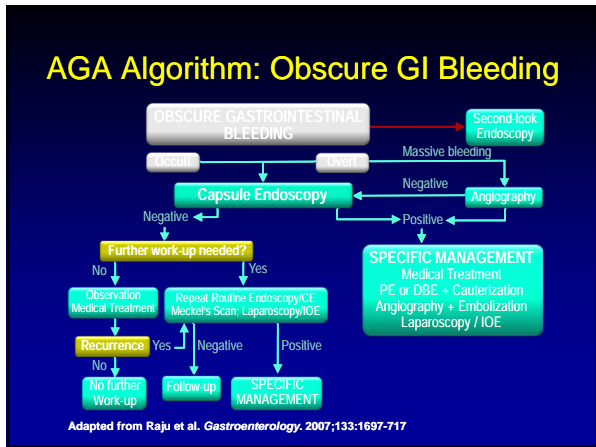 AGA Algorithm: Obscure GI Bleeding
OBSCURE GASTROINTESTINAL
BLEEDING
Second-look
Endoscopy
Occult
Overt
Massive bleeding
Capsule Endoscopy
Negative
Angiography
Negative
Positive
Further work-up needed?
No
Yes
SPECIFIC MANAGEMENT
Medical Treatment
PE or DBE + Cauterization
Angiography + Embolization
Laparoscopy / IOE
Observation
Medical Treatment
Repeat Routine Endoscopy/CE
Meckel's Scan; Laparoscopy/IOE
Recurrence
Yes
Negative
Positive
No
No further
Work-up
Follow-up
SPECIFIC
MANAGEMENT
Adapted from Raju et al. Gastroenterology. 2007;133:1697-717